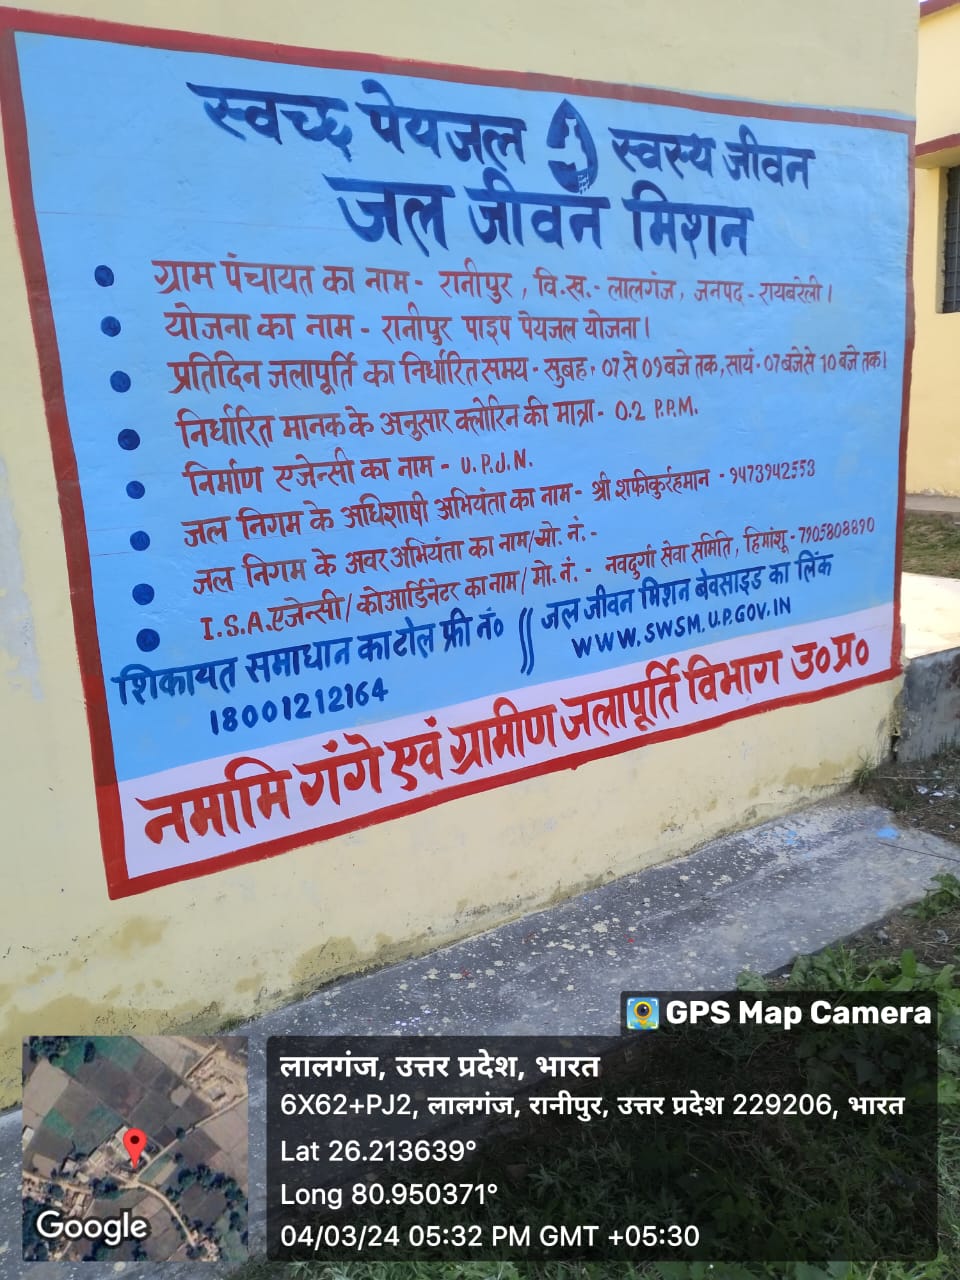 स्वच्छ पेयजल स्वस्य जीवन
जल जीवन मिशन
ग्राम पंचायत का नाम - रानीपुर , वि.ख.- लालगंज, जनपद - रायबरेली।
योजना का नाम - रानीपुर पाइप पेयजल योजना।
प्रतिदिन जलापूर्ति का निर्धारित समय - सुबह - 07 से 09 बजे तक, सायं - 07 बजे से 10 बजे तक।
निर्धारित मानक के अनुसार क्लोरिन की मात्रा - 0.2 P.P.M.
निर्माण एजेन्सी का नाम - U.P.J.N.
जल निगम के अधिशाषी अभियंता का नाम - श्री शफीकुर्रहमान - 9473942553
जल निगम के अवर अभियंता का नाम/मो. नं. -
I.S.A. एजेन्सी/कोआर्डिनेटर का नाम/मो. नं. - नवदुर्गा सेवा समिति, हिमांशु - 7905808890
शिकायत समाधान का टोल फ्री नं० // जल जीवन मिशन बेवसाइड का लिंक
18001212164 WWW.SWSM.U.P.GOV.IN
नमामि गंगे एवं ग्रामीण जलापूर्ति विभाग उ०प्र०
GPS Map Camera
लालगंज, उत्तर प्रदेश, भारत
6X62+PJ2, लालगंज, रानीपुर, उत्तर प्रदेश 229206, भारत
Lat 26.213639°
Long 80.950371°
04/03/24 05:32 PM GMT +05:30
Google